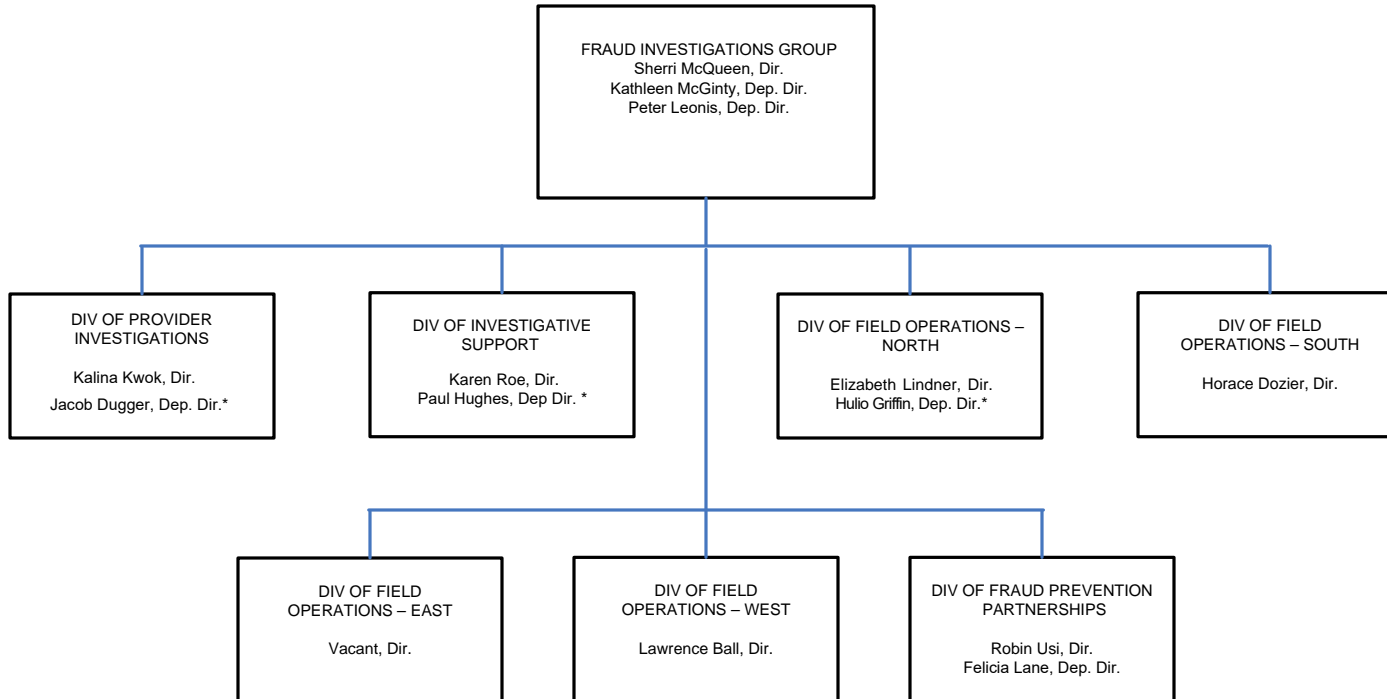 FRAUD INVESTIGATIONS GROUP
Sherri McQueen, Dir.
Kathleen McGinty, Dep. Dir.
Peter Leonis, Dep. Dir.
DIV OF PROVIDER
INVESTIGATIONS
Kalina Kwok, Dir.
Jacob Dugger, Dep. Dir.*
DIV OF INVESTIGATIVE
SUPPORT
Karen Roe, Dir.
Paul Hughes, Dep Dir. *
DIV OF FIELD OPERATIONS –
NORTH
Elizabeth Lindner, Dir.
Hulio Griffin, Dep. Dir.*
DIV OF FIELD
OPERATIONS – SOUTH
Horace Dozier, Dir.
DIV OF FIELD
OPERATIONS – EAST
Vacant, Dir.
DIV OF FIELD
OPERATIONS – WEST
Lawrence Ball, Dir.
DIV OF FRAUD PREVENTION
PARTNERSHIPS
Robin Usi, Dir.
Felicia Lane, Dep. Dir.